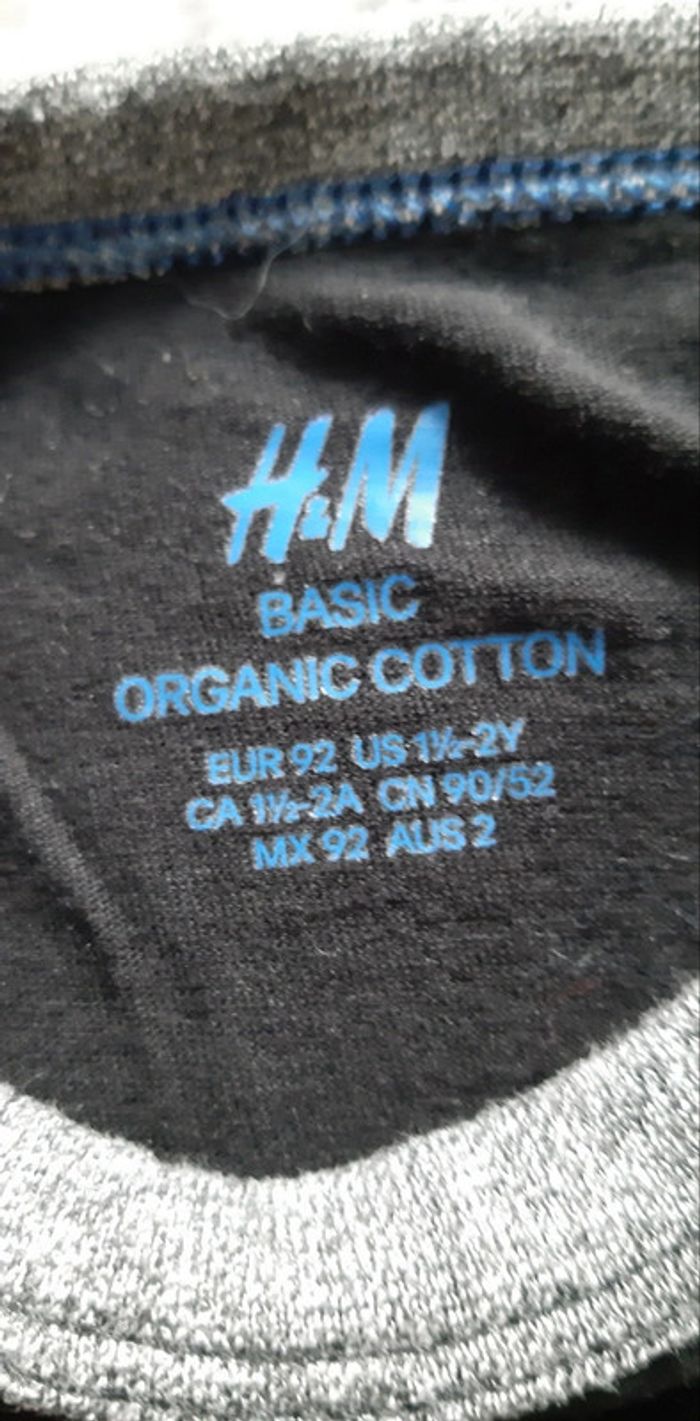 H&M
BASIC
ORGANIC COTTON
EUR 92 US 1½-2Y
CA 1½-2A CN 90/52
MX 92 AUS 2